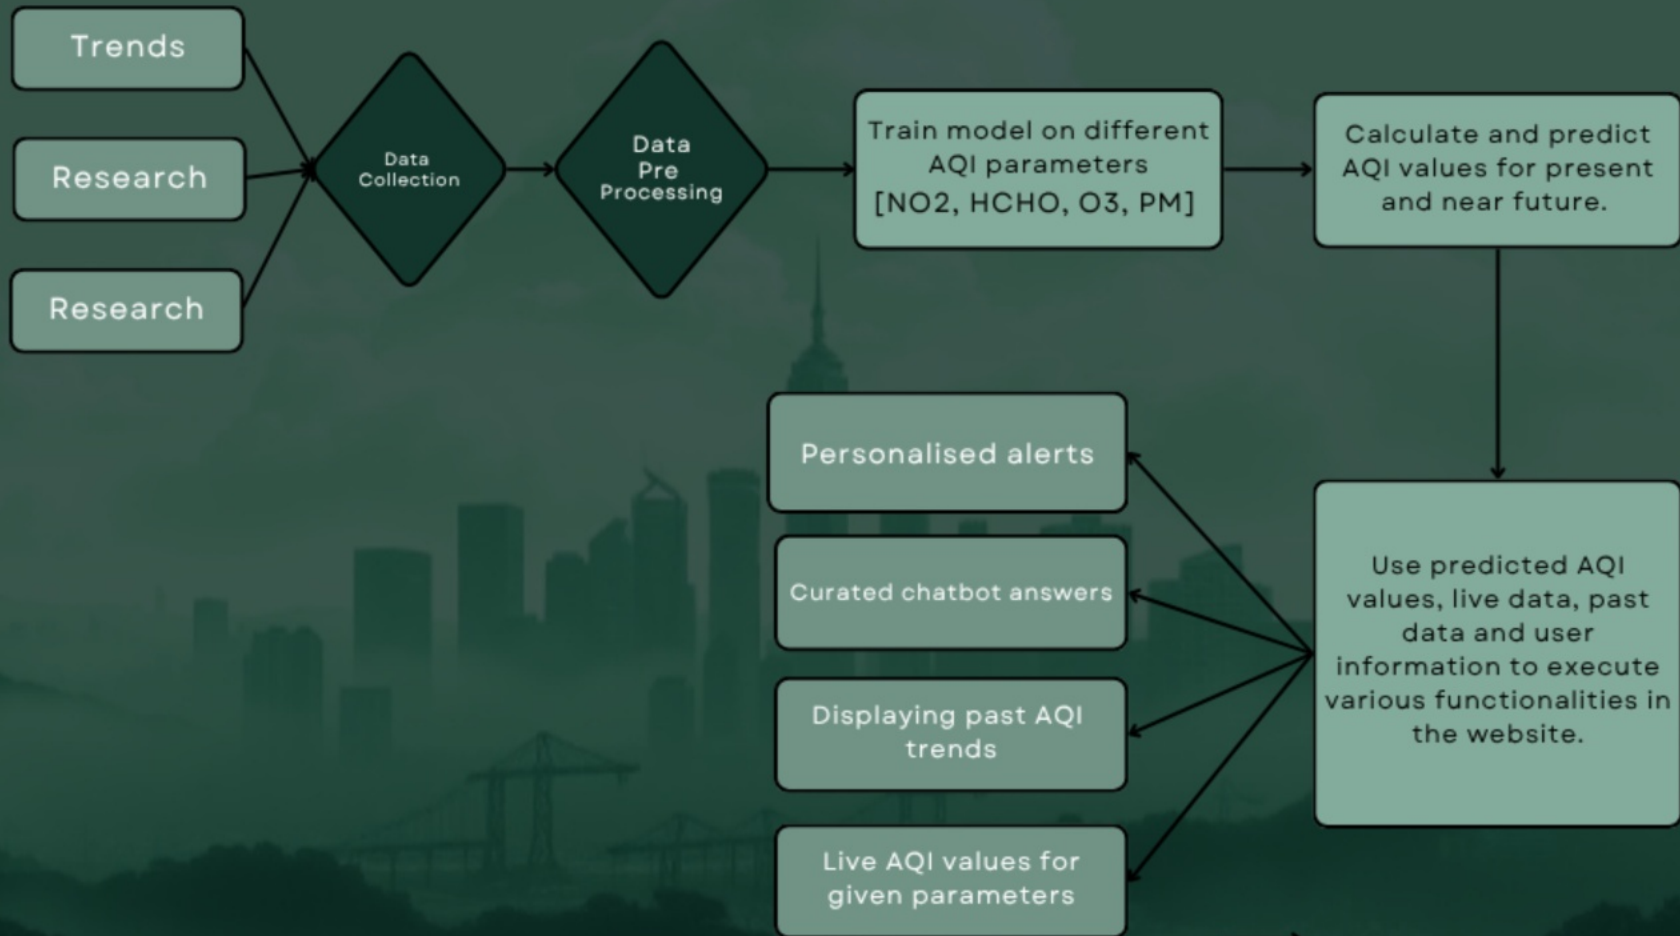 Trends
Research
Research
Data
Collection
Data
Pre
Processing
Train model on different
AQI parameters
[NO2, HCHO, O3, PM]
Calculate and predict
AQI values for present
and near future.
Use predicted AQI
values, live data, past
data and user
information to execute
various functionalities in
the website.
Personalised alerts
Curated chatbot answers
Displaying past AQI
trends
Live AQI values for
given parameters